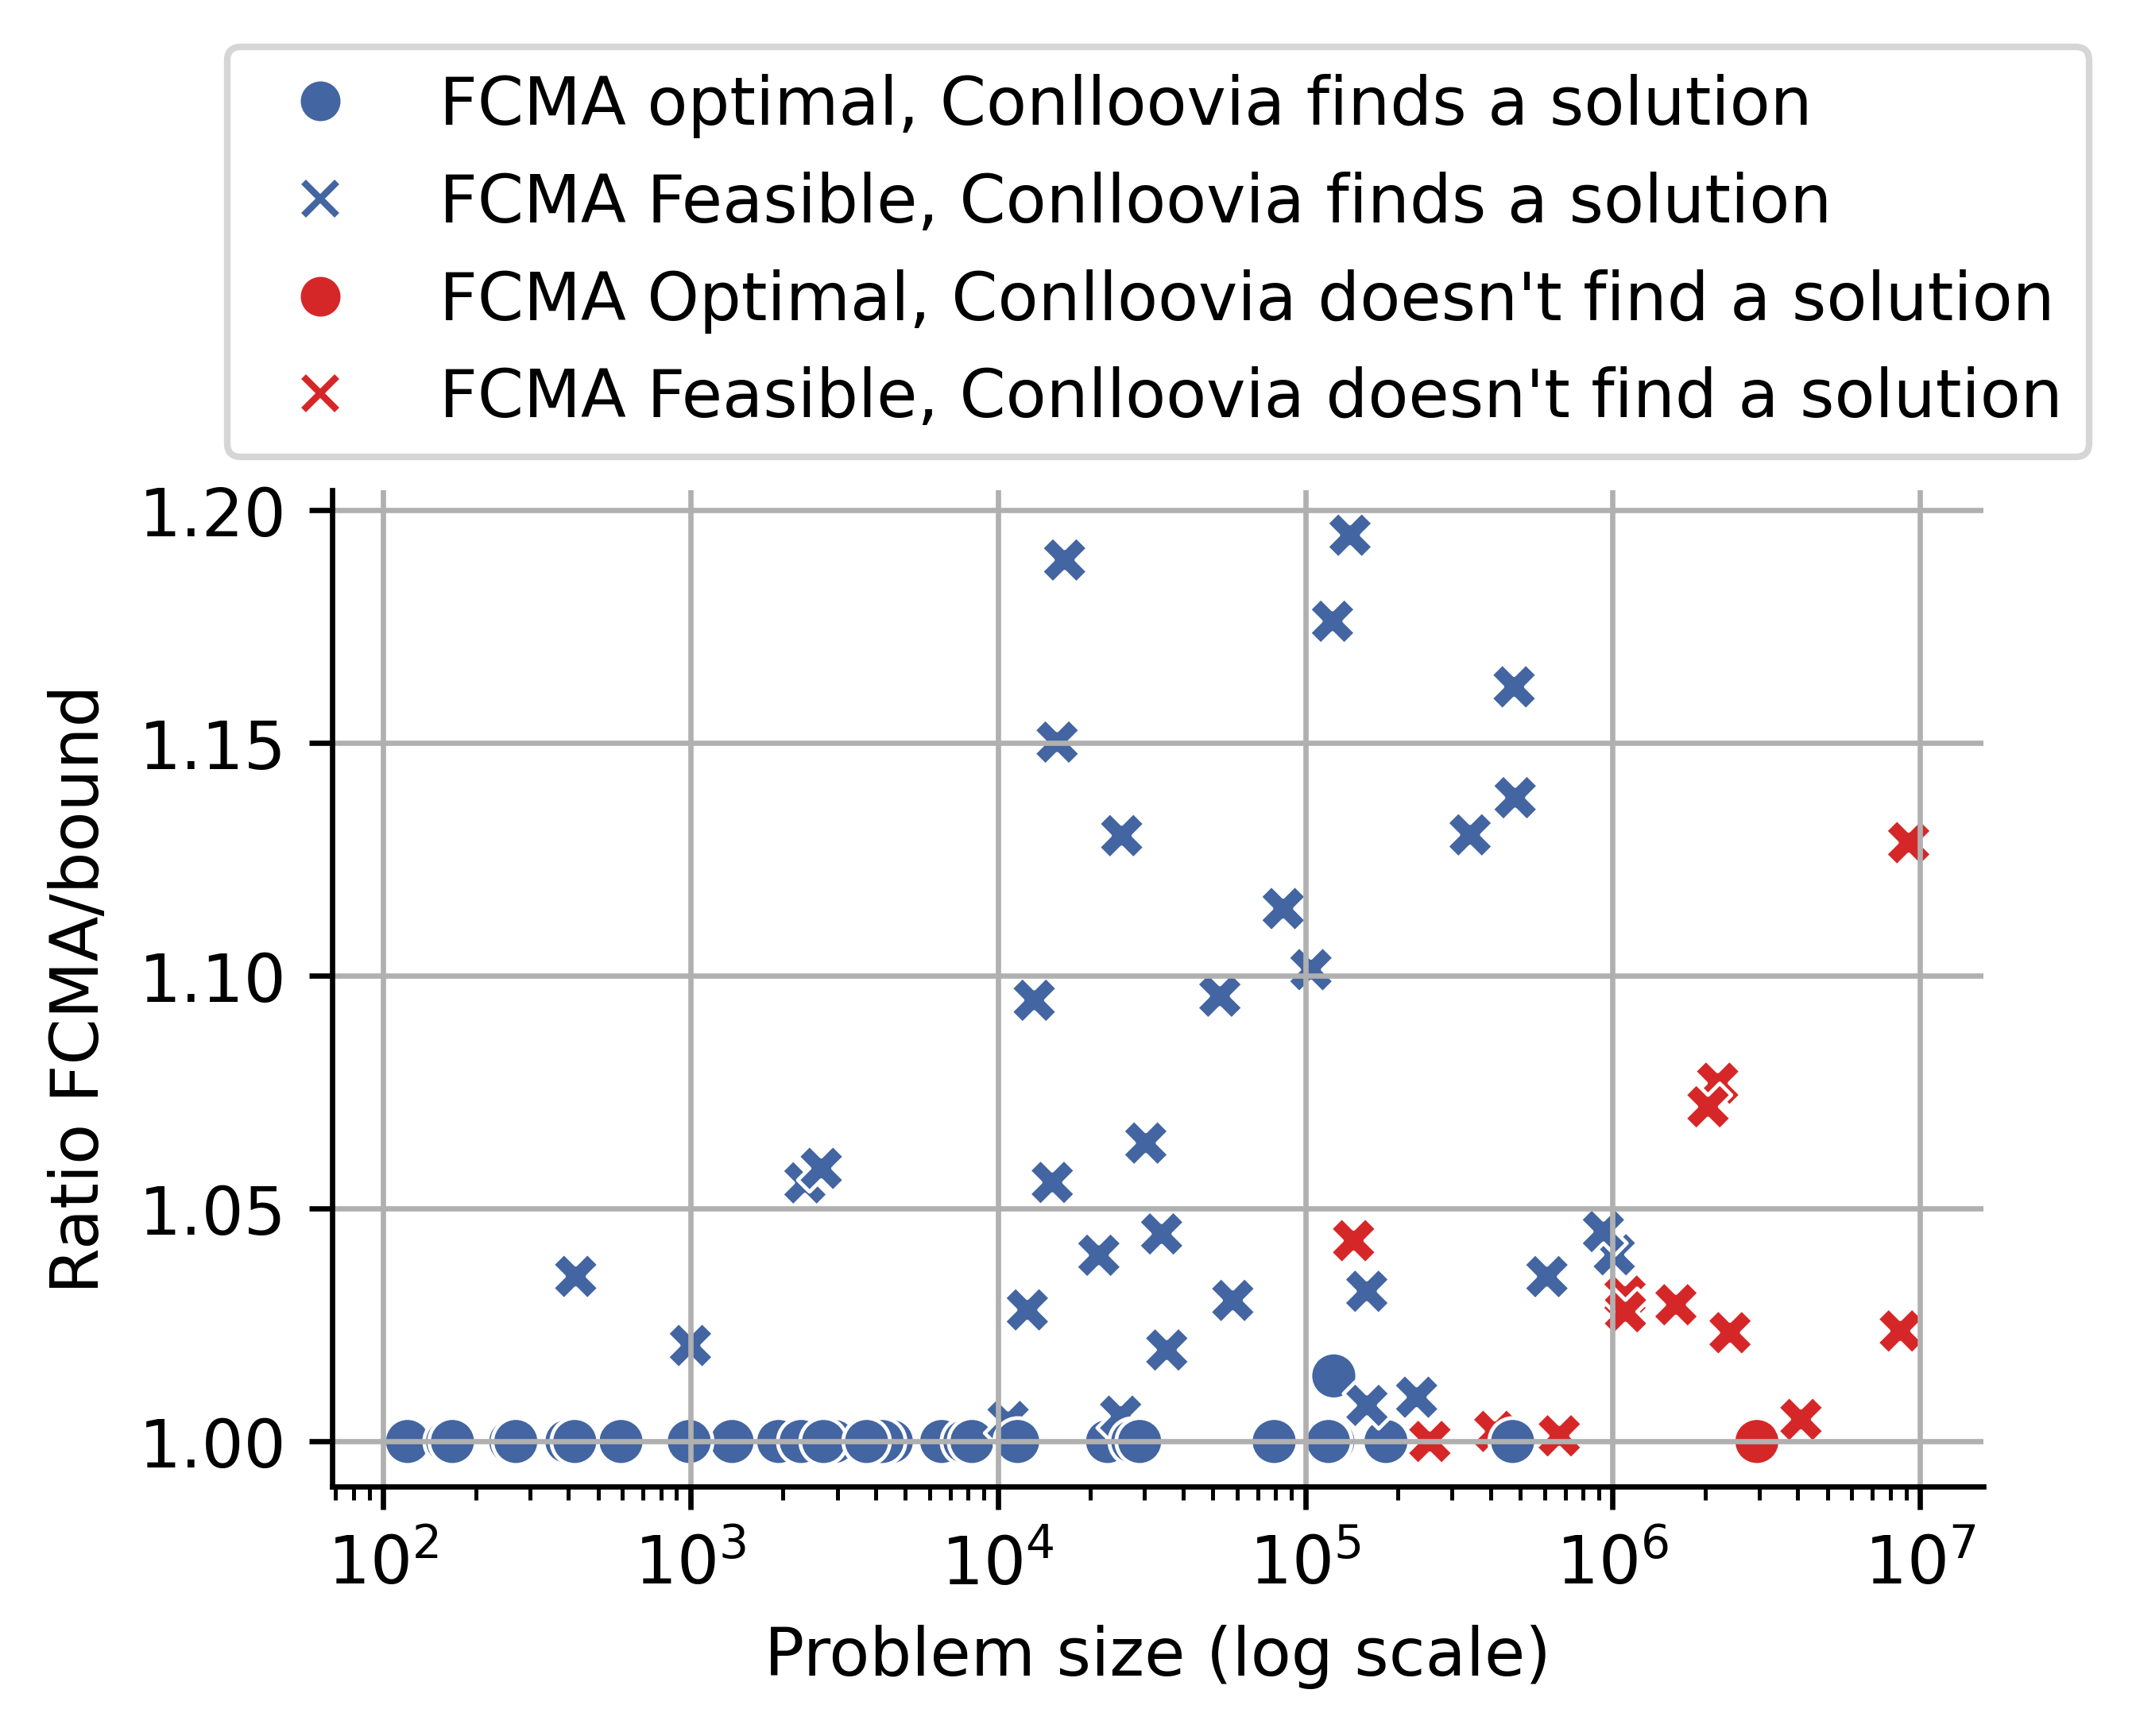 FCMA optimal, Conlloovia finds a solution
FCMA Feasible, Conlloovia finds a solution
FCMA Optimal, Conlloovia doesn't find a solution
FCMA Feasible, Conlloovia doesn't find a solution
1.20
1.15
1.10
1.05
1.00
Ratio FCMA/bound
10² 10³ 10⁴ 10⁵ 10⁶ 10⁷
Problem size (log scale)